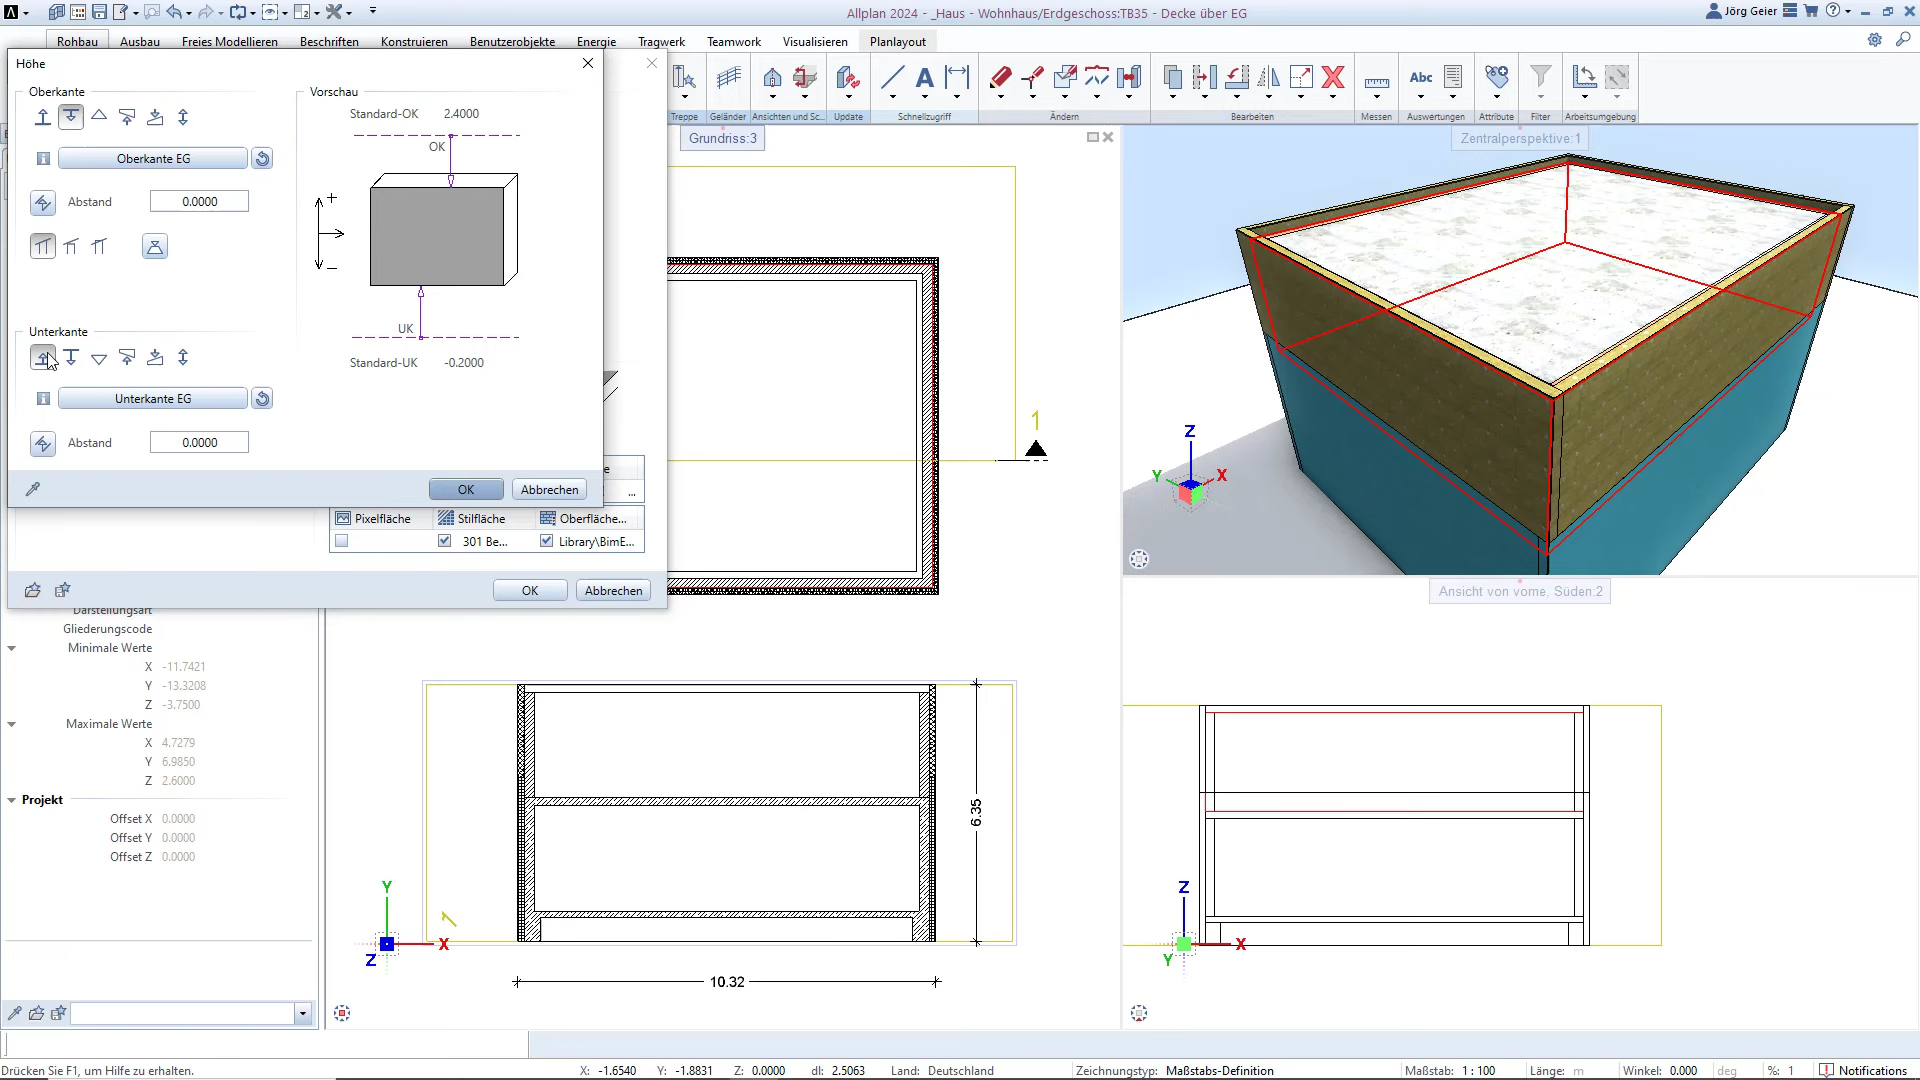 Allplan 2024 - _Haus - Wohnhaus/Erdgeschoss:TB35 - Decke über EG
Jörg Geier
Rohbau
Ausbau
Freies Modellieren
Beschriften
Konstruieren
Benutzerobjekte
Energie
Tragwerk
Teamwork
Visualisieren
Planlayout
Abc
Treppe
Geländer
Ansichten und Sc...
Update
Schnellzugriff
Ändern
Bearbeiten
Messen
Auswertungen
Attribute
Filter
Arbeitsumgebung
Höhe
Oberkante
Oberkante EG
Abstand
0.0000
Unterkante
Unterkante EG
Abstand
0.0000
Vorschau
Standard-OK 2.4000
OK
+
−
UK
Standard-UK -0.2000
OK
Abbrechen
e
...
Pixelfläche
Stilfläche
Oberfläche...
301 Be...
Library\BimE...
OK
Abbrechen
Darstellungsart
Gliederungscode
Minimale Werte
X -11.7421
Y -13.3208
Z -3.7500
Maximale Werte
X 4.7279
Y 6.9850
Z 2.6000
Projekt
Offset X 0.0000
Offset Y 0.0000
Offset Z 0.0000
Grundriss:3
1
1
6.35
10.32
Y
X
Z
Zentralperspektive:1
Z
Y
X
Ansicht von vorne, Süden:2
Z
X
Y
Drücken Sie F1, um Hilfe zu erhalten.
X: -1.6540
Y: -1.8831
Z: 0.0000
dl: 2.5063
Land: Deutschland
Zeichnungstyp: Maßstabs-Definition
Maßstab: 1 : 100
Länge: m
Winkel: 0.000 deg
%: 1
Notifications